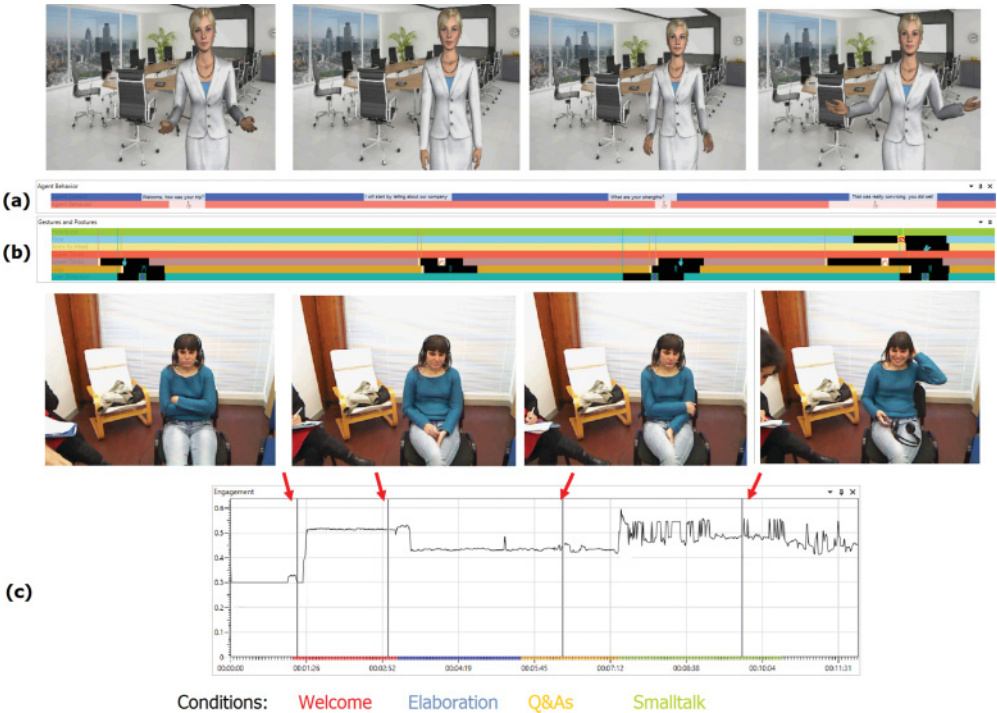 (a)
Agent Behavior
Welcome, how was your trip?
I will start by telling about our company
What are your strengths?
That was really convincing, you did well
Agent Behavior
(b)
Gestures and Postures
Engagement
(c)
0.6
0.5
0.4
0.3
0.2
0.1
0
00:00:00 00:01:26 00:02:52 00:04:19 00:05:45 00:07:12 00:08:38 00:10:04 00:11:31
Conditions: Welcome Elaboration Q&As Smalltalk